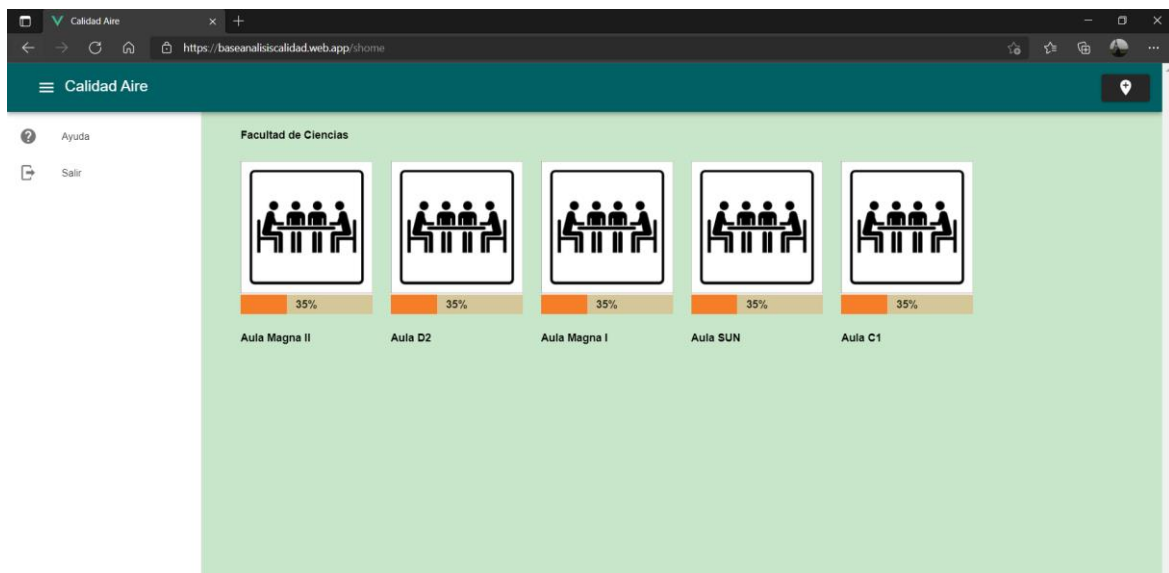 Calidad Aire
https://baseanalisiscalidad.web.app/shome
Calidad Aire
Ayuda
Salir
Facultad de Ciencias
35% 35% 35% 35% 35%
Aula Magna II Aula D2 Aula Magna I Aula SUN Aula C1